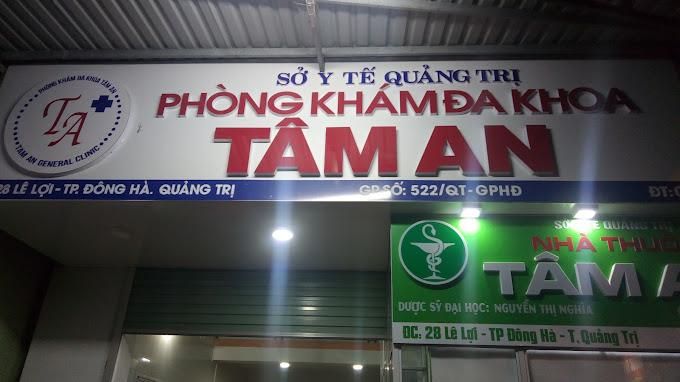 PHÒNG KHÁM ĐA KHOA TÂM AN
TA
TAM AN GENERAL CLINIC
SỞ Y TẾ QUẢNG TRỊ
PHÒNG KHÁM ĐA KHOA
TÂM AN
28 LÊ LỢI - TP. ĐÔNG HÀ. QUẢNG TRỊ GP SỐ: 522/QT - GPHĐ ĐT:
SỞ Y TẾ QUẢNG TRỊ
NHÀ THUỐC
TÂM A
DƯỢC SỸ ĐẠI HỌC: NGUYỄN THỊ NGHĨA
ĐC: 28 Lê Lợi - TP Đông Hà - T. Quảng Trị